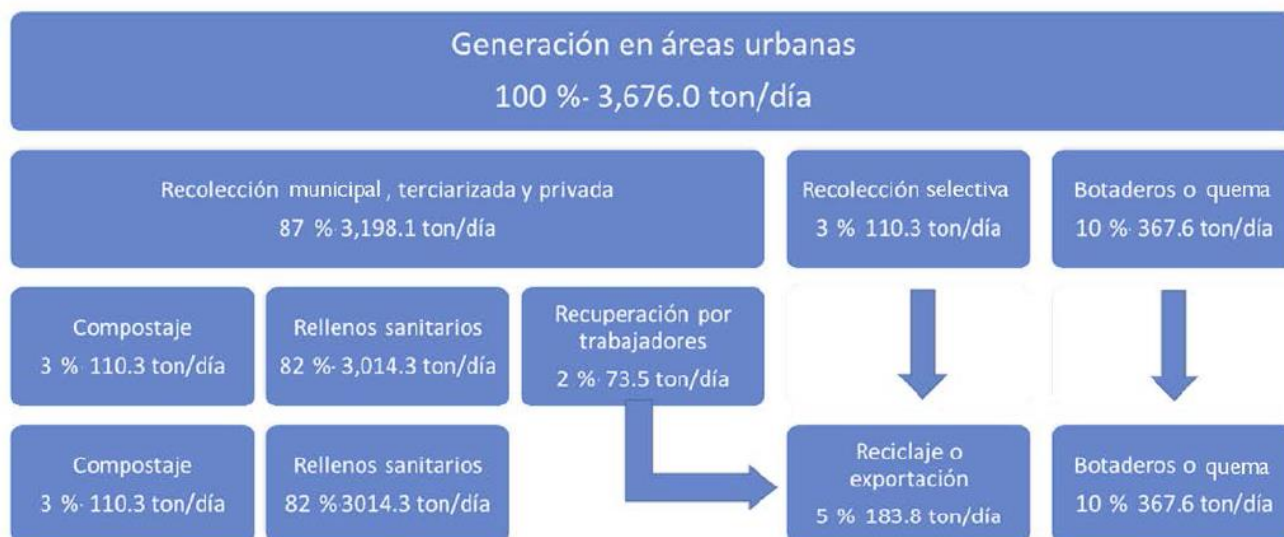 Generación en áreas urbanas
100 %- 3,676.0 ton/día
Recolección municipal, terciarizada y privada
87 %·3,198.1 ton/día
Recolección selectiva
3 % 110.3 ton/día
Botaderos o quema
10 %· 367.6 ton/día
Compostaje
3 %· 110.3 ton/día
Rellenos sanitarios
82 %- 3,014.3 ton/día
Recuperación por
trabajadores
2 %· 73.5 ton/día
Compostaje
3 %· 110.3 ton/día
Rellenos sanitarios
82 %·3014.3 ton/día
Reciclaje o
exportación
5 % 183.8 ton/día
Botaderos o quema
10 % 367.6 ton/día